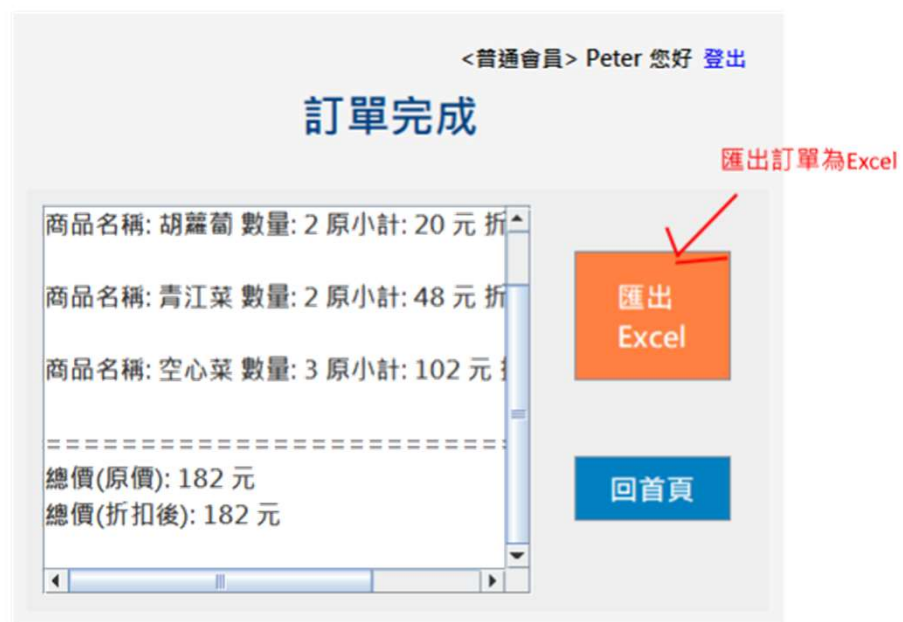 <普通會員> Peter 您好 登出
訂單完成
匯出訂單為Excel
商品名稱: 胡蘿蔔 數量: 2 原小計: 20 元 折
商品名稱: 青江菜 數量: 2 原小計: 48 元 折
商品名稱: 空心菜 數量: 3 原小計: 102 元
=========================
總價(原價): 182 元
總價(折扣後): 182 元
匯出
Excel
回首頁